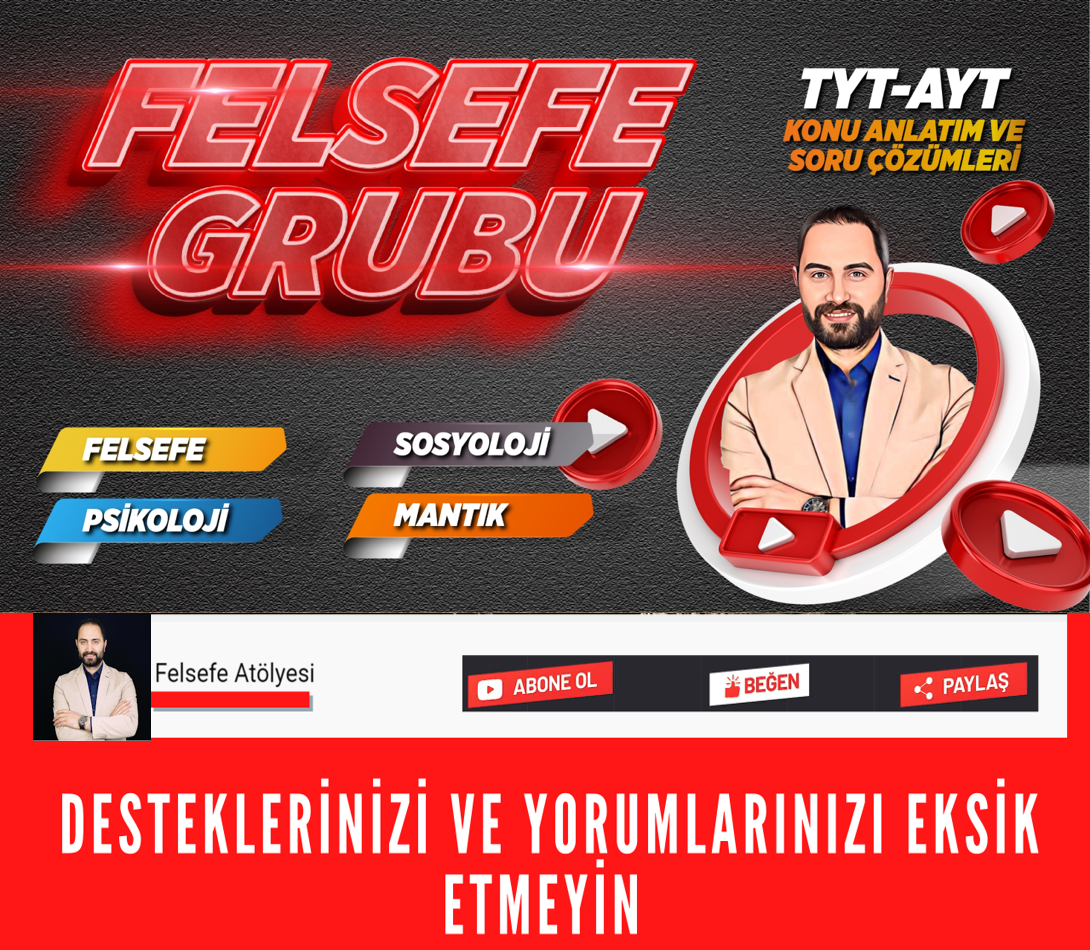 FELSEFE
GRUBU
TYT-AYT
KONU ANLATIM VE
SORU ÇÖZÜMLERİ
FELSEFE
SOSYOLOJİ
PSİKOLOJİ
MANTIK
Felsefe Atölyesi
ABONE OL
BEĞEN
PAYLAŞ
DESTEKLERİNİZİ VE YORUMLARINIZI EKSİK
ETMEYİN